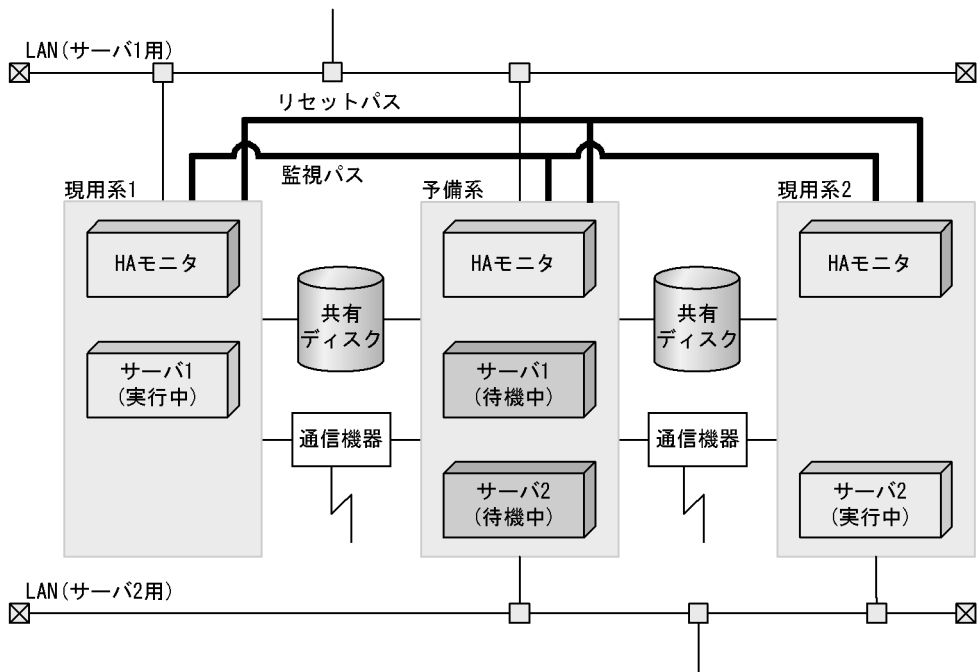 LAN(サーバ1用)
リセットパス
監視パス
現用系1
予備系
現用系2
HAモニタ
HAモニタ
HAモニタ
共有
ディスク
共有
ディスク
サーバ1
(実行中)
サーバ1
(待機中)
通信機器
通信機器
サーバ2
(待機中)
サーバ2
(実行中)
LAN(サーバ2用)